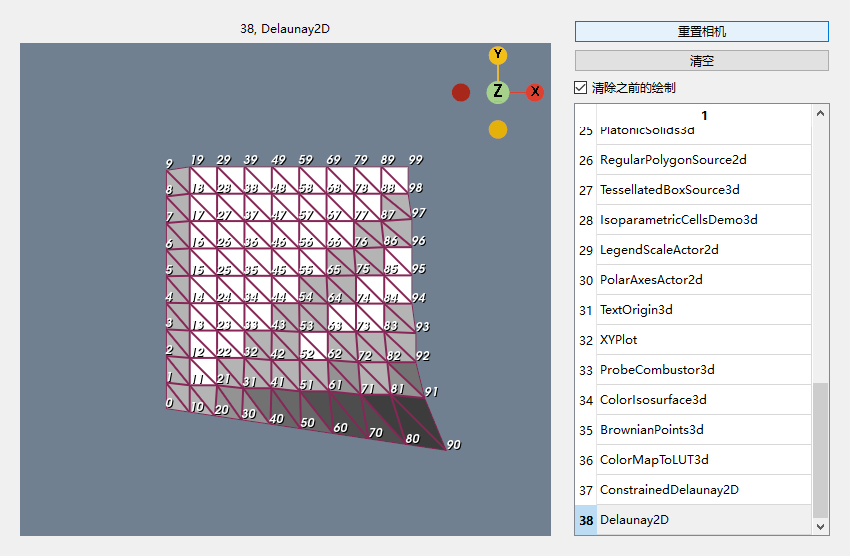 38, Delaunay2D
Y
Z
X
9 19 29 39 49 59 69 79 89 99
8 18 28 38 48 58 68 78 88 98
7 17 27 37 47 57 67 77 87 97
6 16 26 36 46 56 66 76 86 96
5 15 25 35 45 55 65 75 85 95
4 14 24 34 44 54 64 74 84 94
3 13 23 33 43 53 63 73 83 93
2 12 22 32 42 52 62 72 82 92
1 11 21 31 41 51 61 71 81 91
0 10 20 30 40 50 60 70 80 90
重置相机
清空
清除之前的绘制
1
25 PlatonicSolids3d
26 RegularPolygonSource2d
27 TessellatedBoxSource3d
28 IsoparametricCellsDemo3d
29 LegendScaleActor2d
30 PolarAxesActor2d
31 TextOrigin3d
32 XYPlot
33 ProbeCombustor3d
34 ColorIsosurface3d
35 BrownianPoints3d
36 ColorMapToLUT3d
37 ConstrainedDelaunay2D
38 Delaunay2D